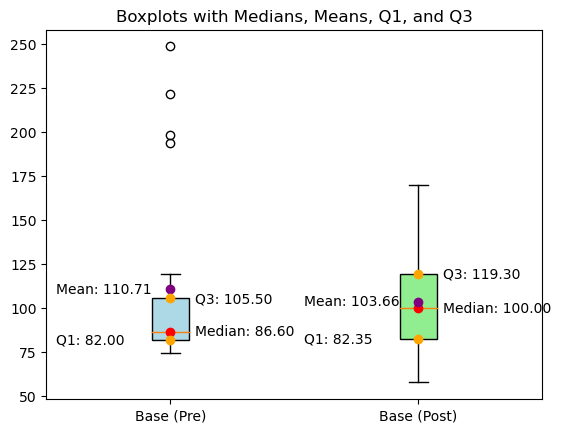 Boxplots with Medians, Means, Q1, and Q3
250
225
200
175
150
125
100
75
50
Mean: 110.71
Q3: 105.50
Median: 86.60
Q1: 82.00
Q3: 119.30
Mean: 103.66
Median: 100.00
Q1: 82.35
Base (Pre)
Base (Post)